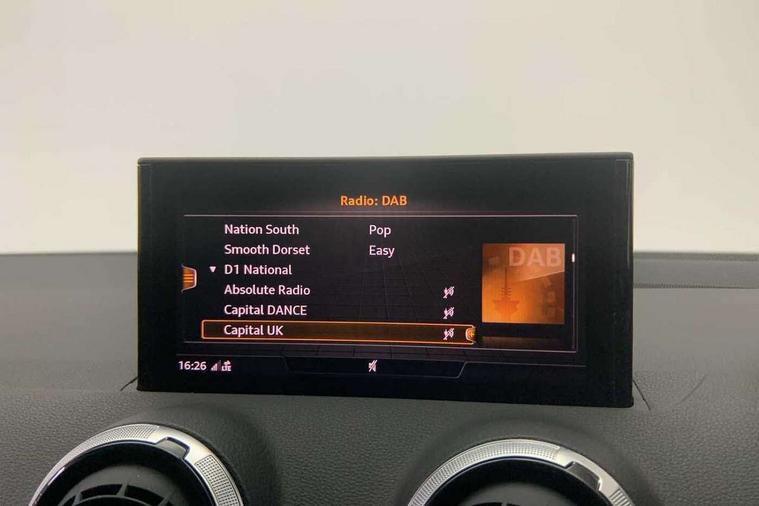 Radio: DAB
Nation South Pop
Smooth Dorset Easy
DAB
D1 National
Absolute Radio
Capital DANCE
Capital UK
16:26 LTE